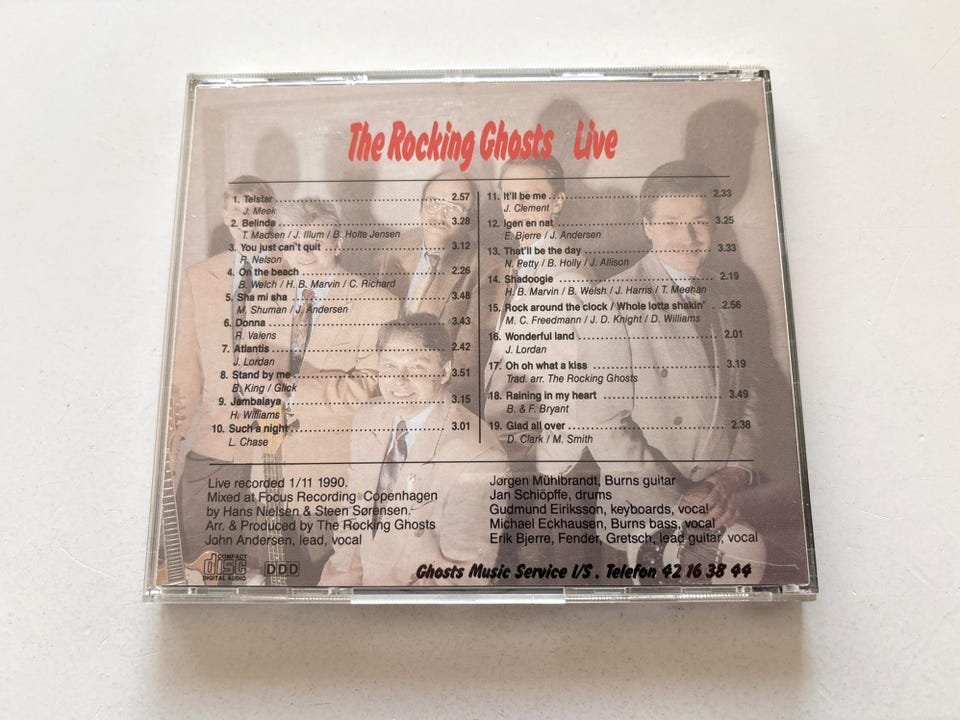 The Rocking Ghosts Live
1. Telstar 2.57
J. Meek
2. Belinda 3.28
T. Madsen / J. Illum / B. Holte Jensen
3. You just can't quit 3.12
R. Nelson
4. On the beach 2.26
B. Welch / H. B. Marvin / C. Richard
5. Sha mi sha 3.48
M. Shuman / J. Andersen
6. Donna 3.43
R. Valens
7. Atlantis 2.42
J. Lordan
8. Stand by me 3.51
B. King / Glick
9. Jambalaya 3.15
H. Williams
10. Such a night 3.01
L. Chase
11. It'll be me 2.33
J. Clement
12. Igen en nat 3.25
E. Bjerre / J. Andersen
13. That'll be the day 3.33
N. Petty / B. Holly / J. Allison
14. Shadoogie 2.19
H. B. Marvin / B. Welsh / J. Harris / T. Meehan
15. Rock around the clock / Whole lotta shakin' 2.56
M. C. Freedmann / J. D. Knight / D. Williams
16. Wonderful land 2.01
J. Lordan
17. Oh oh what a kiss 3.19
Trad. arr. The Rocking Ghosts
18. Raining in my heart 3.49
B. & F. Bryant
19. Glad all over 2.38
D. Clark / M. Smith
Live recorded 1/11 1990.
Mixed at Focus Recording Copenhagen
by Hans Nielsen & Steen Sørensen.
Arr. & Produced by The Rocking Ghosts
John Andersen, lead, vocal
Jørgen Mühlbrandt, Burns guitar
Jan Schiöpffe, drums
Gudmund Eiriksson, keyboards, vocal
Michael Eckhausen, Burns bass, vocal
Erik Bjerre, Fender, Gretsch, lead guitar, vocal
COMPACT
disc
DIGITAL AUDIO
DDD
Ghosts Music Service I/S . Telefon 42 16 38 44